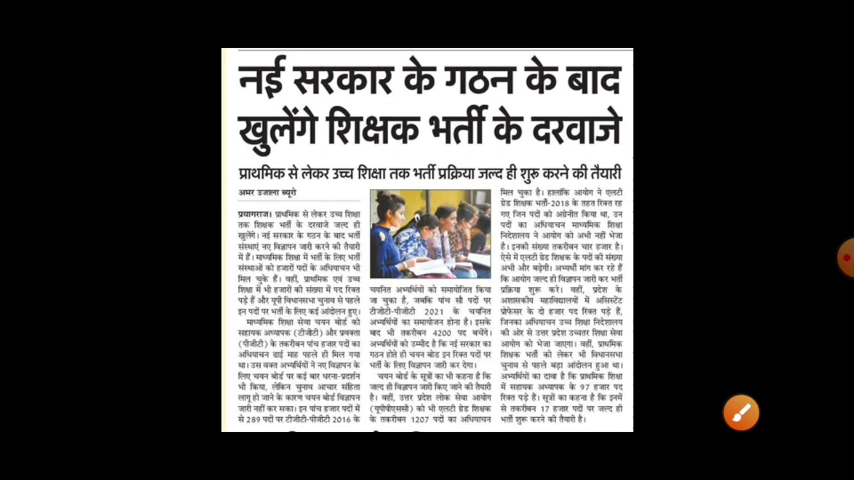 नई सरकार के गठन के बाद
खुलेंगे शिक्षक भर्ती के दरवाजे
प्राथमिक से लेकर उच्च शिक्षा तक भर्ती प्रक्रिया जल्द ही शुरू करने की तैयारी
अमर उजाला ब्यूरो
प्रयागराज। प्राथमिक से लेकर उच्च शिक्षा
तक शिक्षक भर्ती के दरवाजे जल्द ही
खुलेंगे। नई सरकार के गठन के बाद भर्ती
संस्थाएं नए विज्ञापन जारी करने की तैयारी
में हैं। माध्यमिक शिक्षा में भर्ती के लिए भर्ती
संस्थाओं को हजारों पदों के अधियाचन भी
मिल चुके हैं। वहीं, प्राथमिक एवं उच्च
शिक्षा में भी हजारों की संख्या में पद रिक्त
पड़े हैं और यूपी विधानसभा चुनाव से पहले
इन पदों पर भर्ती के लिए कई आंदोलन हुए।
माध्यमिक शिक्षा सेवा चयन बोर्ड को
सहायक अध्यापक (टीजीटी) और प्रवक्ता
(पीजीटी) के तकरीबन पांच हजार पदों का
अधियाचन ढाई माह पहले ही मिल गया
था। उस वक्त अभ्यर्थियों ने नए विज्ञापन के
लिए चयन बोर्ड पर कई बार धरना-प्रदर्शन
भी किया, लेकिन चुनाव आचार संहिता
लागू हो जाने के कारण चयन बोर्ड विज्ञापन
जारी नहीं कर सका। इन पांच हजार पदों में
से 289 पदों पर टीजीटी-पीजीटी 2016 के
चयनित अभ्यर्थियों को समायोजित किया
जा चुका है, जबकि पांच सौ पदों पर
टीजीटी-पीजीटी 2021 के चयनित
अभ्यर्थियों का समायोजन होना है। इसके
बाद भी तकरीबन 4200 पद बचेंगे।
अभ्यर्थियों को उम्मीद है कि नई सरकार का
गठन होते ही चयन बोर्ड इन रिक्त पदों पर
भर्ती के लिए विज्ञापन जारी कर देगा।
चयन बोर्ड के सूत्रों का भी कहना है कि
जल्द ही विज्ञापन जारी किए जाने की तैयारी
है। वहीं, उत्तर प्रदेश लोक सेवा आयोग
(यूपीपीएससी) को भी एलटी ग्रेड शिक्षक
के तकरीबन 1207 पदों का अधियाचन
मिल चुका है। हालांकि आयोग ने एलटी
ग्रेड शिक्षक भर्ती-2018 के तहत रिक्त रह
गए जिन पदों को अग्रेनीत किया था, उन
पदों का अधियाचन माध्यमिक शिक्षा
निदेशालय ने आयोग को अभी नहीं भेजा
है। इनकी संख्या तकरीबन चार हजार है।
ऐसे में एलटी ग्रेड शिक्षक के पदों की संख्या
अभी और बढ़ेगी। अभ्यर्थी मांग कर रहे हैं
कि आयोग जल्द ही विज्ञापन जारी कर भर्ती
प्रक्रिया शुरू करे। वहीं, प्रदेश के
अशासकीय महाविद्यालयों में असिस्टेंट
प्रोफेसर के दो हजार पद रिक्त पड़े हैं,
जिनका अधियाचन उच्च शिक्षा निदेशालय
की ओर से उत्तर प्रदेश उच्चतर शिक्षा सेवा
आयोग को भेजा जाएगा। वहीं, प्राथमिक
शिक्षक भर्ती को लेकर भी विधानसभा
चुनाव से पहले बड़ा आंदोलन हुआ था।
अभ्यर्थियों का दावा है कि प्राथमिक शिक्षा
में सहायक अध्यापक के 97 हजार पद
रिक्त पड़े हैं। सूत्रों का कहना है कि इनमें
से तकरीबन 17 हजार पदों पर जल्द ही
भर्ती शुरू करने की तैयारी है।